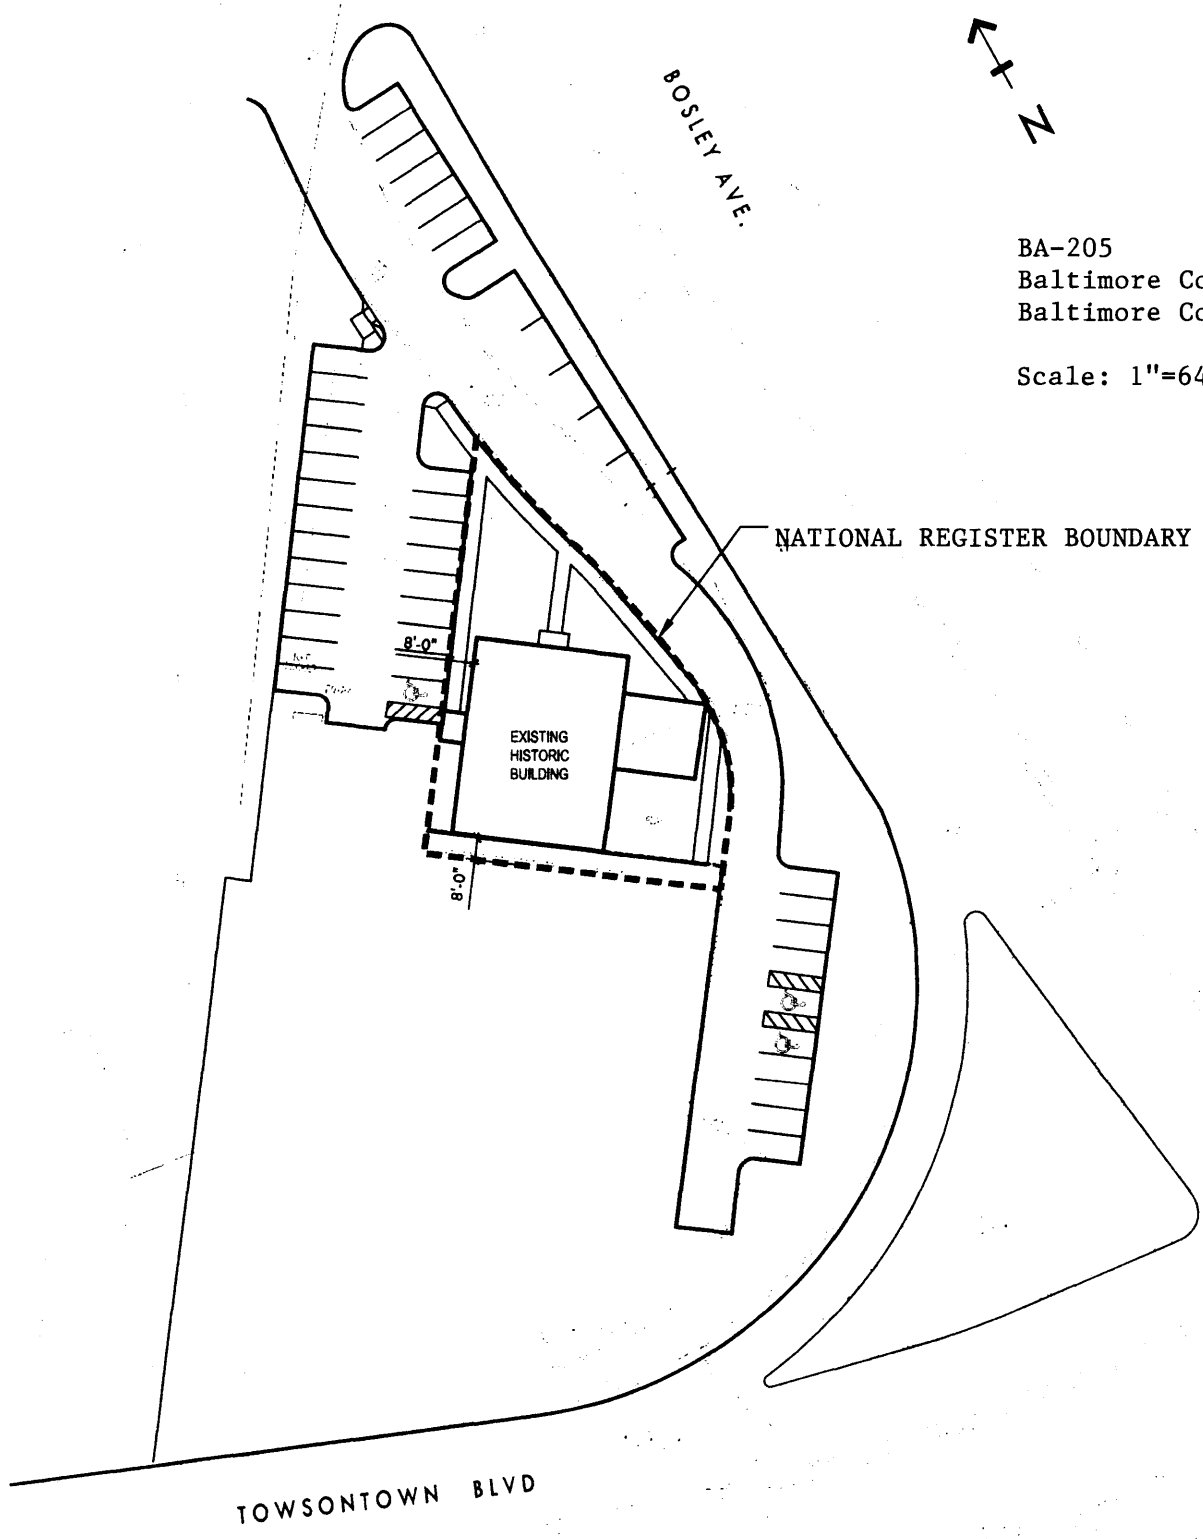 BOSLEY AVE.
N
BA-205
Baltimore Co
Baltimore Co
Scale: 1"=64
NATIONAL REGISTER BOUNDARY
8'-0"
EXISTING
HISTORIC
BUILDING
8'-0"
TOWSONTOWN BLVD